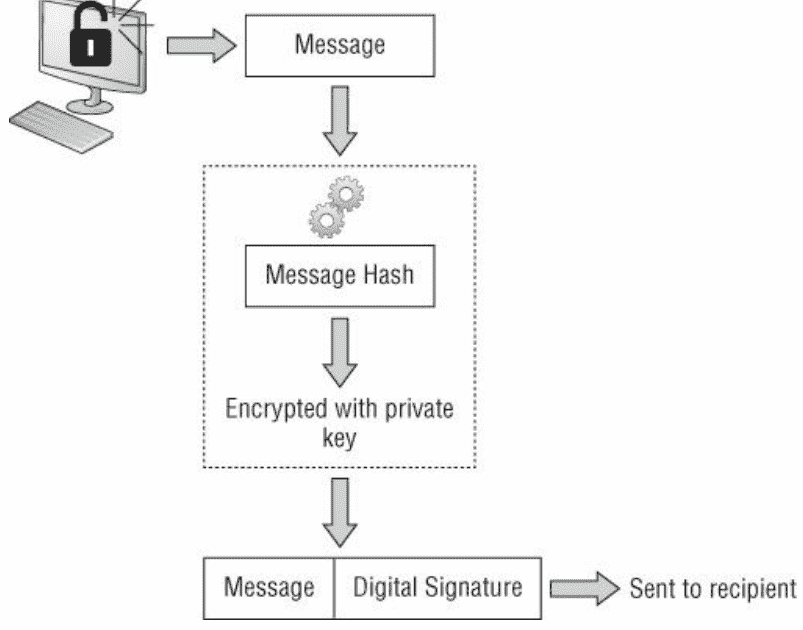 Message
Message Hash
Encrypted with private
key
Message
Digital Signature
Sent to recipient